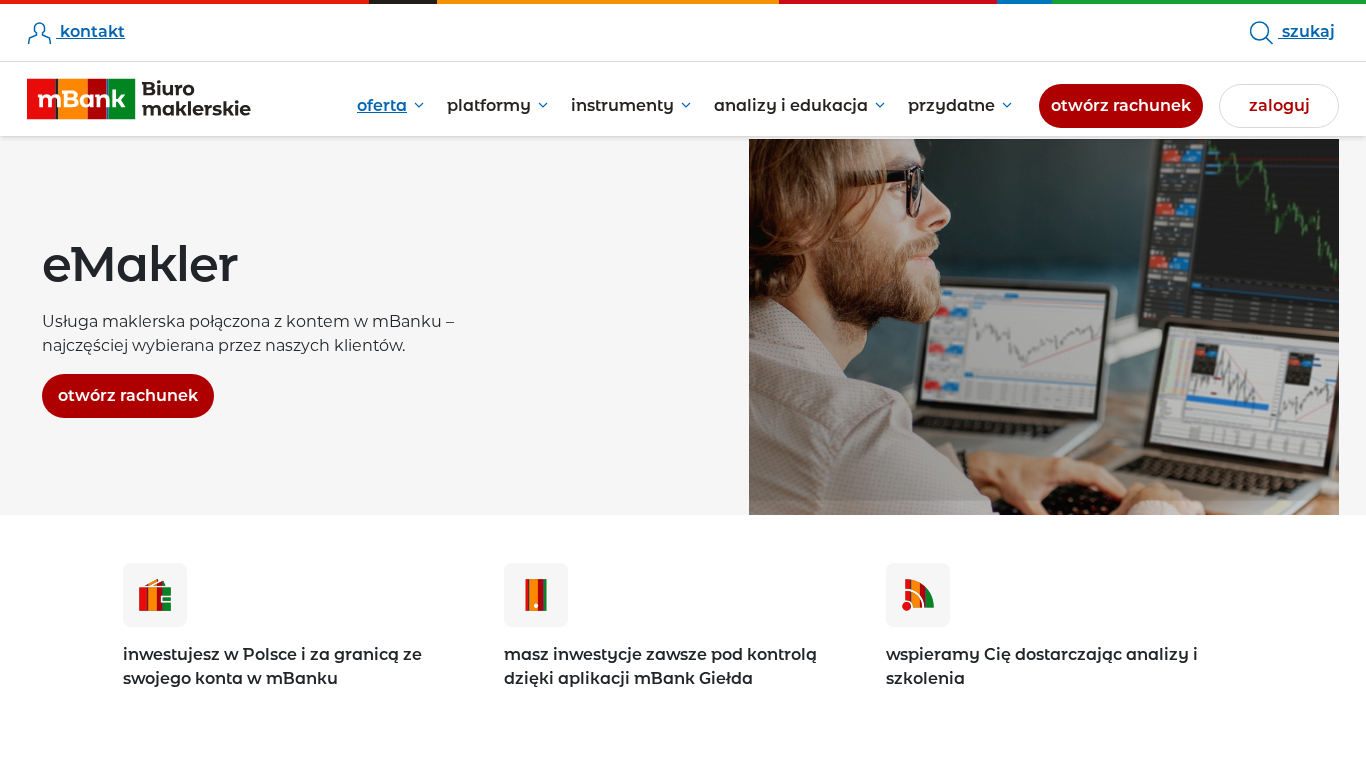 kontakt
szukaj
mBank Biuro
maklerskie
oferta
platformy
instrumenty
analizy i edukacja
przydatne
otwórz rachunek
zaloguj
eMakler
Usługa maklerska połączona z kontem w mBanku –
najczęściej wybierana przez naszych klientów.
otwórz rachunek
inwestujesz w Polsce i za granicą ze
swojego konta w mBanku
masz inwestycje zawsze pod kontrolą
dzięki aplikacji mBank Giełda
wspieramy Cię dostarczając analizy i
szkolenia